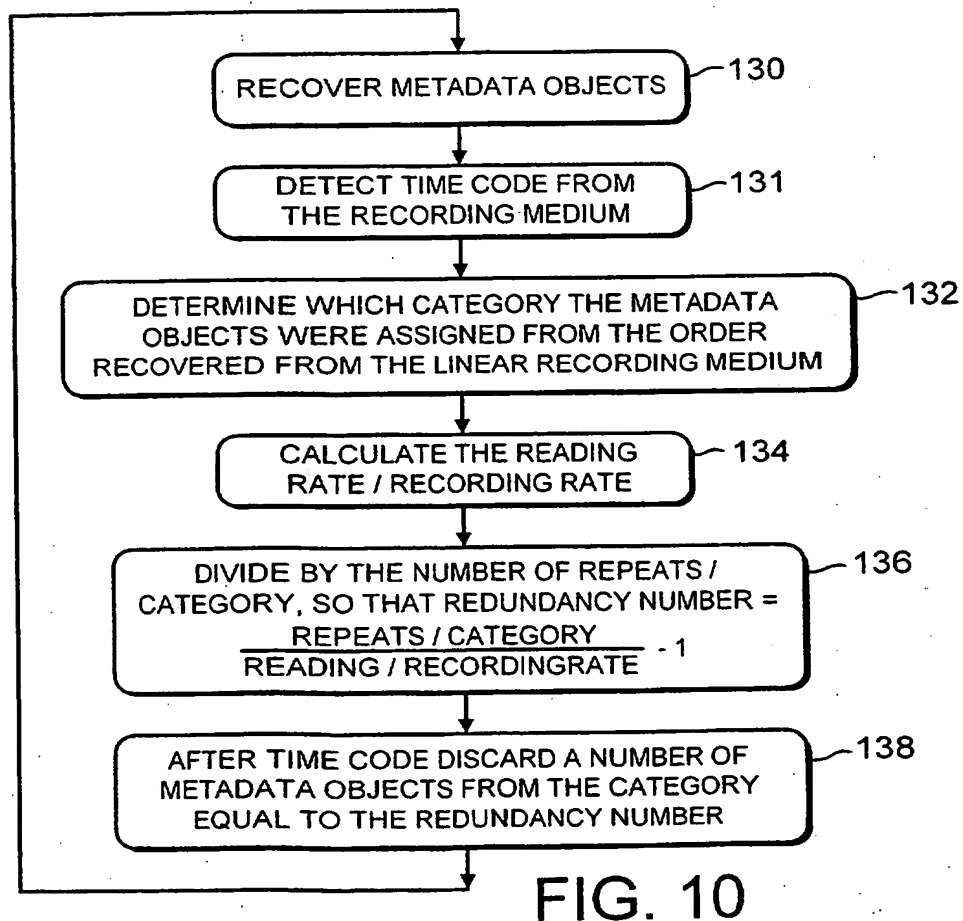 RECOVER METADATA OBJECTS
130
DETECT TIME CODE FROM
THE RECORDING MEDIUM
131
DETERMINE WHICH CATEGORY THE METADATA
OBJECTS WERE ASSIGNED FROM THE ORDER
RECOVERED FROM THE LINEAR RECORDING MEDIUM
132
CALCULATE THE READING
RATE / RECORDING RATE
134
DIVIDE BY THE NUMBER OF REPEATS /
CATEGORY, SO THAT REDUNDANCY NUMBER =
REPEATS / CATEGORY
READING / RECORDINGRATE - 1
136
AFTER TIME CODE DISCARD A NUMBER OF
METADATA OBJECTS FROM THE CATEGORY
EQUAL TO THE REDUNDANCY NUMBER
138
FIG. 10